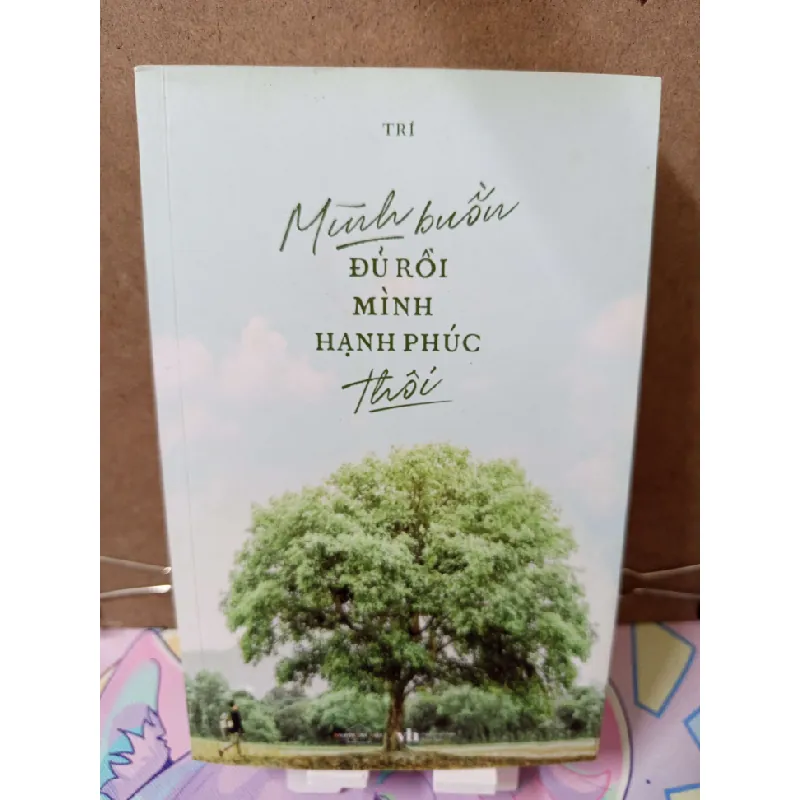 TRÍ
Mình buồn
ĐỦ RỒI
MÌNH
HẠNH PHÚC
thôi